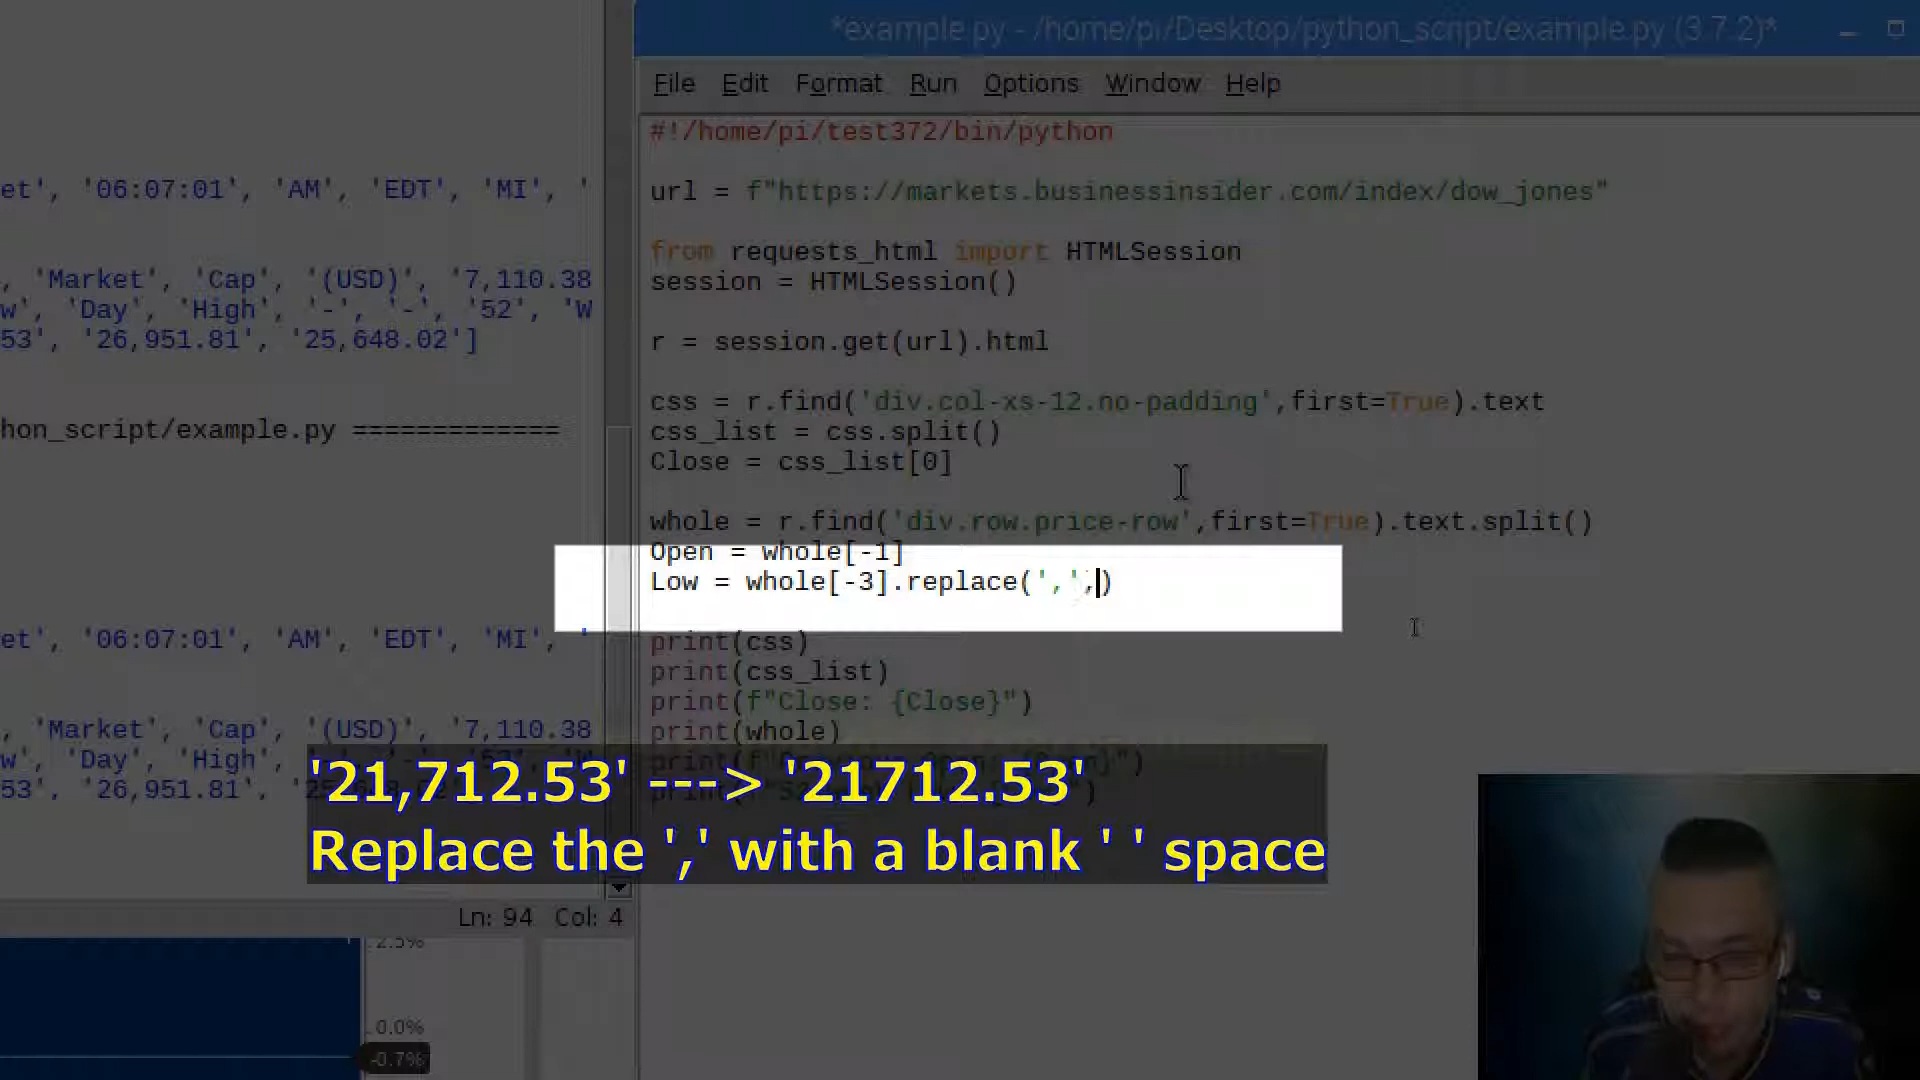 *example.py - /home/pi/Desktop/python_script/example.py (3.7.2)*
File Edit Format Run Options Window Help
#!/home/pi/test372/bin/python
url = f"https://markets.businessinsider.com/index/dow_jones"
from requests_html import HTMLSession
session = HTMLSession()
r = session.get(url).html
css = r.find('div.col-xs-12.no-padding',first=True).text
css_list = css.split()
Close = css_list[0]
whole = r.find('div.row.price-row',first=True).text.split()
Open = whole[-1]
Low = whole[-3].replace(',',)
print(css)
print(css_list)
print(f"Close: {Close}")
print(whole)
et', '06:07:01', 'AM', 'EDT', 'MI', '
, 'Market', 'Cap', '(USD)', '7,110.38
w', 'Day', 'High', '-', '-', '52', 'W
53', '26,951.81', '25,648.02']
hon_script/example.py =============
et', '06:07:01', 'AM', 'EDT', 'MI', '
, 'Market', 'Cap', '(USD)', '7,110.38
w', 'Day', 'High',
53', '26,951.81',
'21,712.53' ---> '21712.53'
Replace the ',' with a blank ' ' space
Ln: 94 Col: 4
2.5%
0.0%
-0.7%